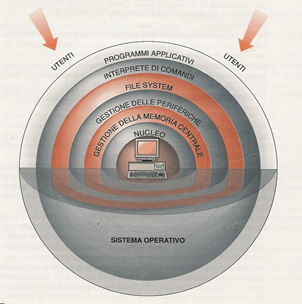 UTENTI
UTENTI
PROGRAMMI APPLICATIVI
INTERPRETE DI COMANDI
FILE SYSTEM
GESTIONE DELLE PERIFERICHE
GESTIONE DELLA MEMORIA CENTRALE
NUCLEO
SISTEMA OPERATIVO